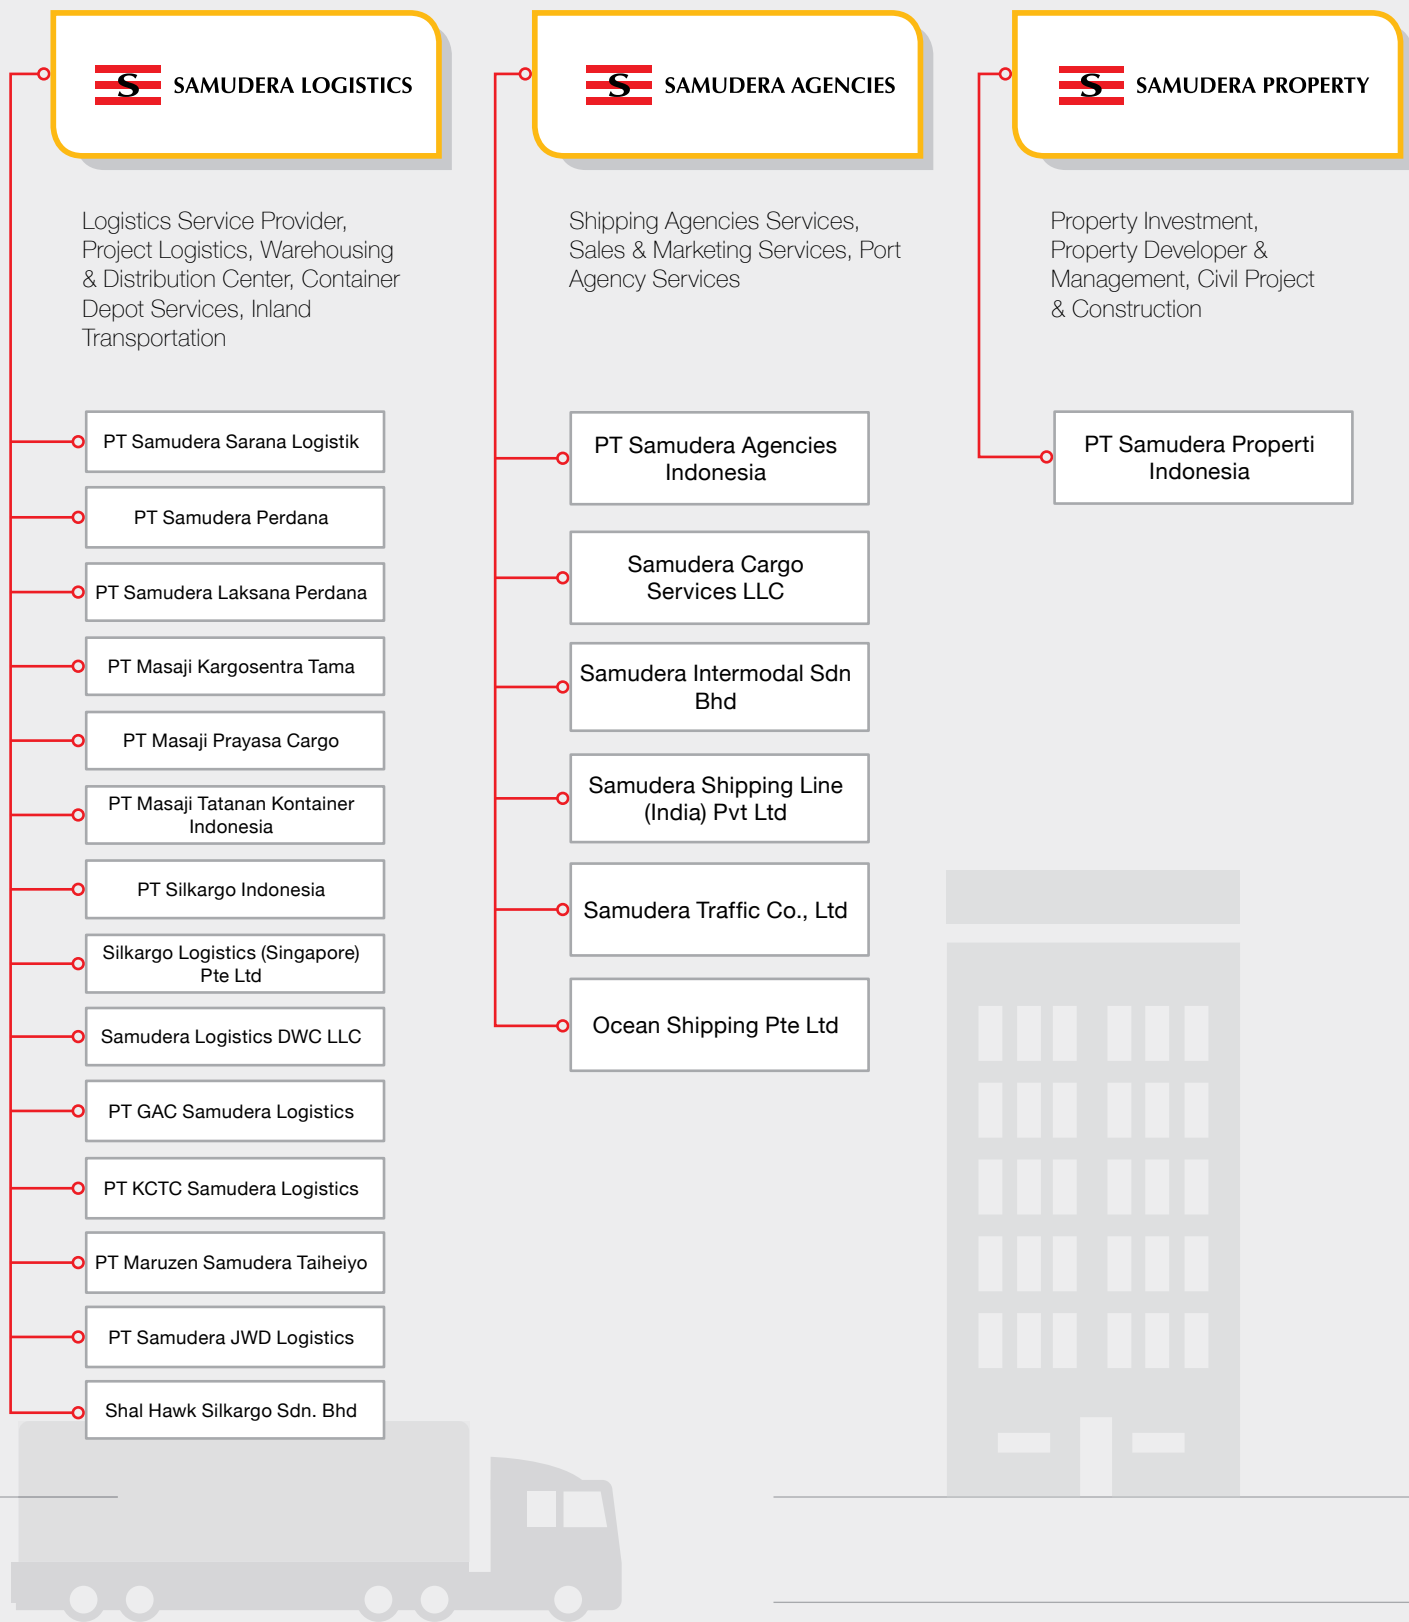 S SAMUDERA LOGISTICS
Logistics Service Provider,
Project Logistics, Warehousing
& Distribution Center, Container
Depot Services, Inland
Transportation
PT Samudera Sarana Logistik
PT Samudera Perdana
PT Samudera Laksana Perdana
PT Masaji Kargosentra Tama
PT Masaji Prayasa Cargo
PT Masaji Tatanan Kontainer
Indonesia
PT Silkargo Indonesia
Silkargo Logistics (Singapore)
Pte Ltd
Samudera Logistics DWC LLC
PT GAC Samudera Logistics
PT KCTC Samudera Logistics
PT Maruzen Samudera Taiheiyo
PT Samudera JWD Logistics
Shal Hawk Silkargo Sdn. Bhd
S SAMUDERA AGENCIES
Shipping Agencies Services,
Sales & Marketing Services, Port
Agency Services
PT Samudera Agencies
Indonesia
Samudera Cargo
Services LLC
Samudera Intermodal Sdn
Bhd
Samudera Shipping Line
(India) Pvt Ltd
Samudera Traffic Co., Ltd
Ocean Shipping Pte Ltd
S SAMUDERA PROPERTY
Property Investment,
Property Developer &
Management, Civil Project
& Construction
PT Samudera Properti
Indonesia